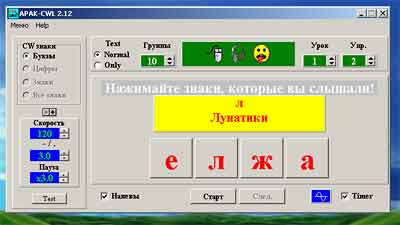 APAK-CWL 2.12
Меню Help
CW знаки
Буквы
Цифры
Знаки
Все знаки
Скорость
120
- / .
3.0
Пауза
x3.0
Test
Text
Normal
Only
Группы
10
Урок
1
Упр.
2
Нажимайте знаки, которые вы слышали!
л
Лунатики
е л ж а
Напевы
Старт
След.
Timer